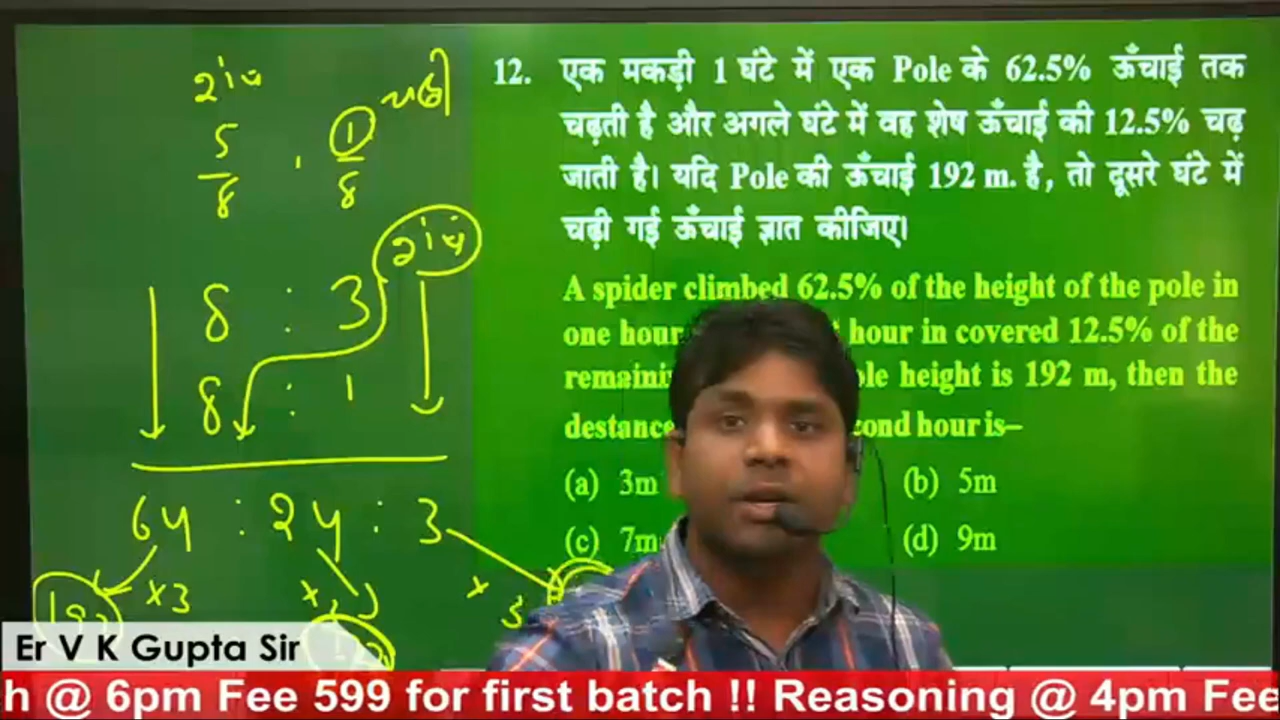 12. एक मकड़ी 1 घंटे में एक Pole के 62.5% ऊँचाई तक
चढ़ती है और अगले घंटे में वह शेष ऊँचाई की 12.5% चढ़
जाती है। यदि Pole की ऊँचाई 192 m. है, तो दूसरे घंटे में
चढ़ी गई ऊँचाई ज्ञात कीजिए।
A spider climbed 62.5% of the height of the pole in
one hour hour in covered 12.5% of the
height is 192 m, then the
hour is–
(a) 3m (b) 5m
(c) 7m (d) 9m
5/8 , 1/8
8 : 3
8 : 1
64 : 24 : 3
×3 × × 3
Er V K Gupta Sir
h @ 6pm Fee 599 for first batch !! Reasoning @ 4pm Fee